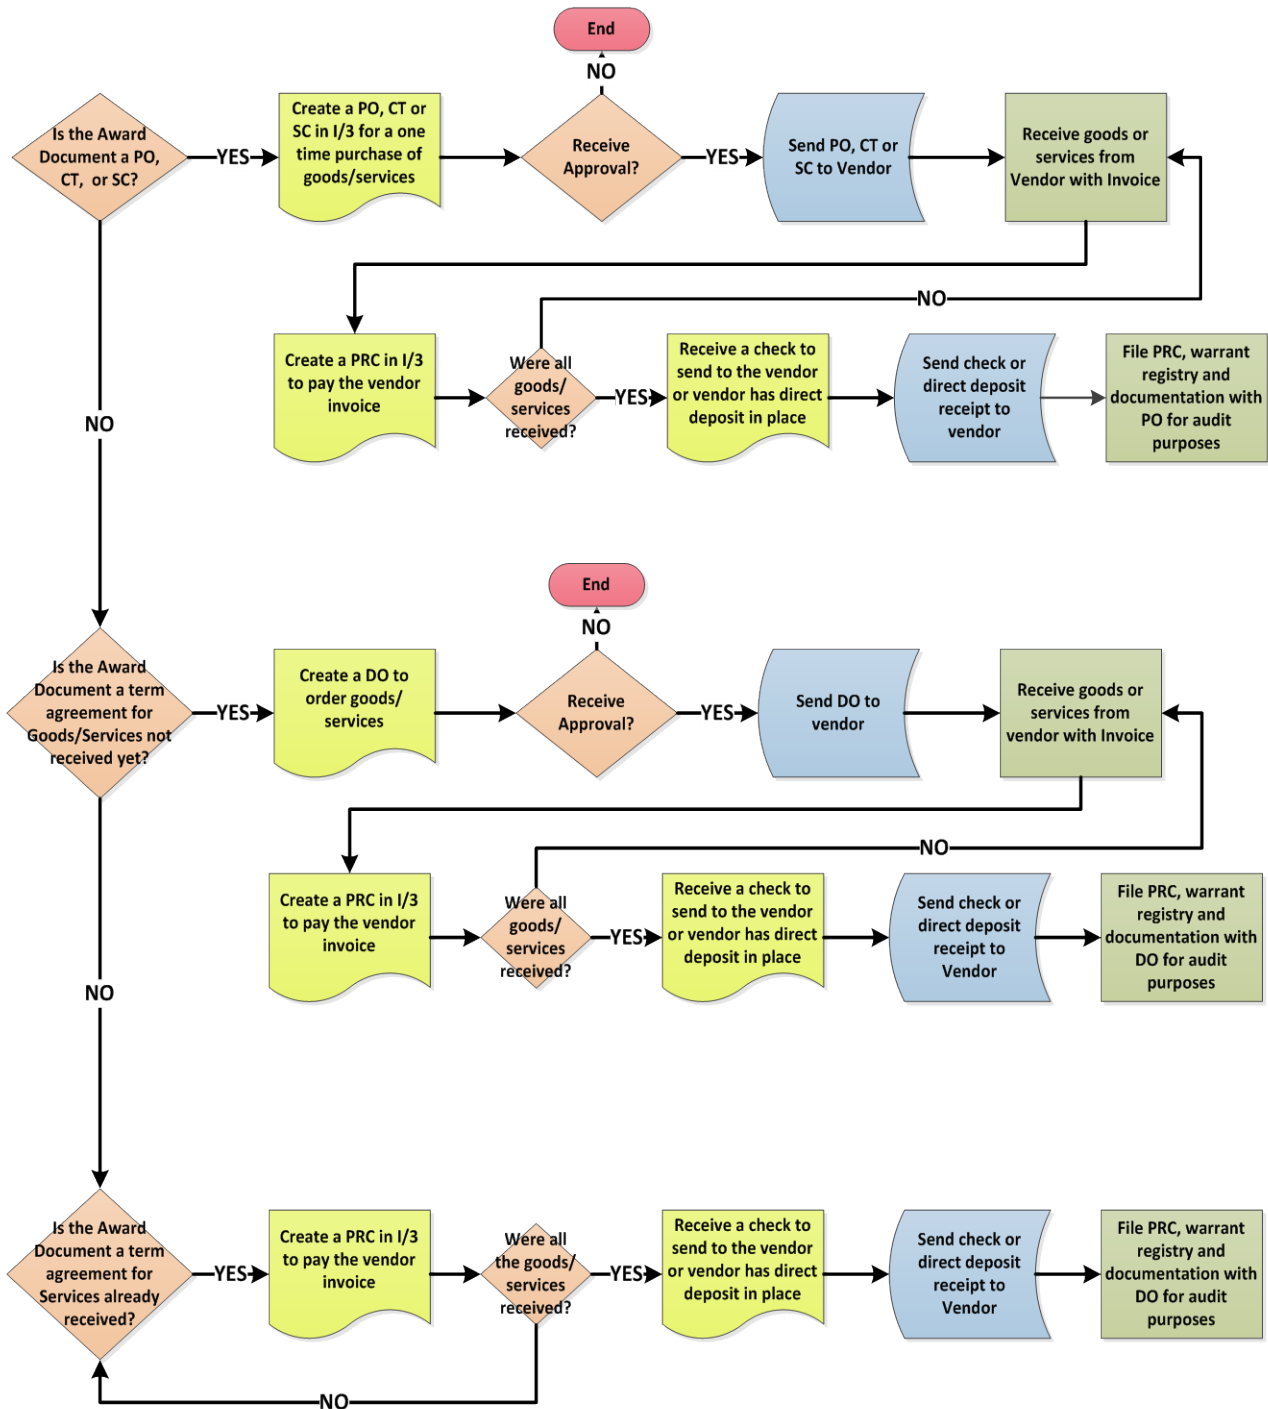 End
NO
Is the Award
Document a PO,
CT, or SC?
YES
Create a PO, CT or
SC in I/3 for a one
time purchase of
goods/services
Receive
Approval?
YES
Send PO, CT or
SC to Vendor
Receive goods or
services from
Vendor with Invoice
NO
Create a PRC in I/3
to pay the vendor
invoice
Were all
goods/
services
received?
YES
Receive a check to
send to the vendor
or vendor has direct
deposit in place
Send check or
direct deposit
receipt to
vendor
File PRC, warrant
registry and
documentation with
PO for audit
purposes
NO
End
NO
Is the Award
Document a term
agreement for
Goods/Services not
received yet?
YES
Create a DO to
order goods/
services
Receive
Approval?
YES
Send DO to
vendor
Receive goods or
services from
vendor with Invoice
NO
Create a PRC in I/3
to pay the vendor
invoice
Were all
goods/
services
received?
YES
Receive a check to
send to the vendor
or vendor has direct
deposit in place
Send check or
direct deposit
receipt to
Vendor
File PRC, warrant
registry and
documentation with
DO for audit
purposes
NO
Is the Award
Document a term
agreement for
Services already
received?
YES
Create a PRC in I/3
to pay the vendor
invoice
Were all
the goods/
services
received?
YES
Receive a check to
send to the vendor
or vendor has direct
deposit in place
Send check or
direct deposit
receipt to
Vendor
File PRC, warrant
registry and
documentation with
DO for audit
purposes
NO